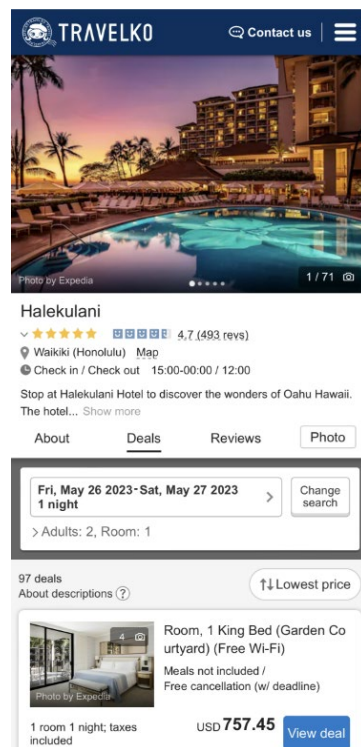 TRAVELKO
Contact us
Photo by Expedia
1 / 71
Halekulani
4.7 (493 revs)
Waikiki (Honolulu) Map
Check in / Check out 15:00-00:00 / 12:00
Stop at Halekulani Hotel to discover the wonders of Oahu Hawaii.
The hotel... Show more
About Deals Reviews Photo
Fri, May 26 2023-Sat, May 27 2023
1 night
Change
search
> Adults: 2, Room: 1
97 deals
About descriptions ?
↑↓Lowest price
4
Photo by Expedia
Room, 1 King Bed (Garden Co
urtyard) (Free Wi-Fi)
Meals not included /
Free cancellation (w/ deadline)
1 room 1 night; taxes
included
USD 757.45
View deal